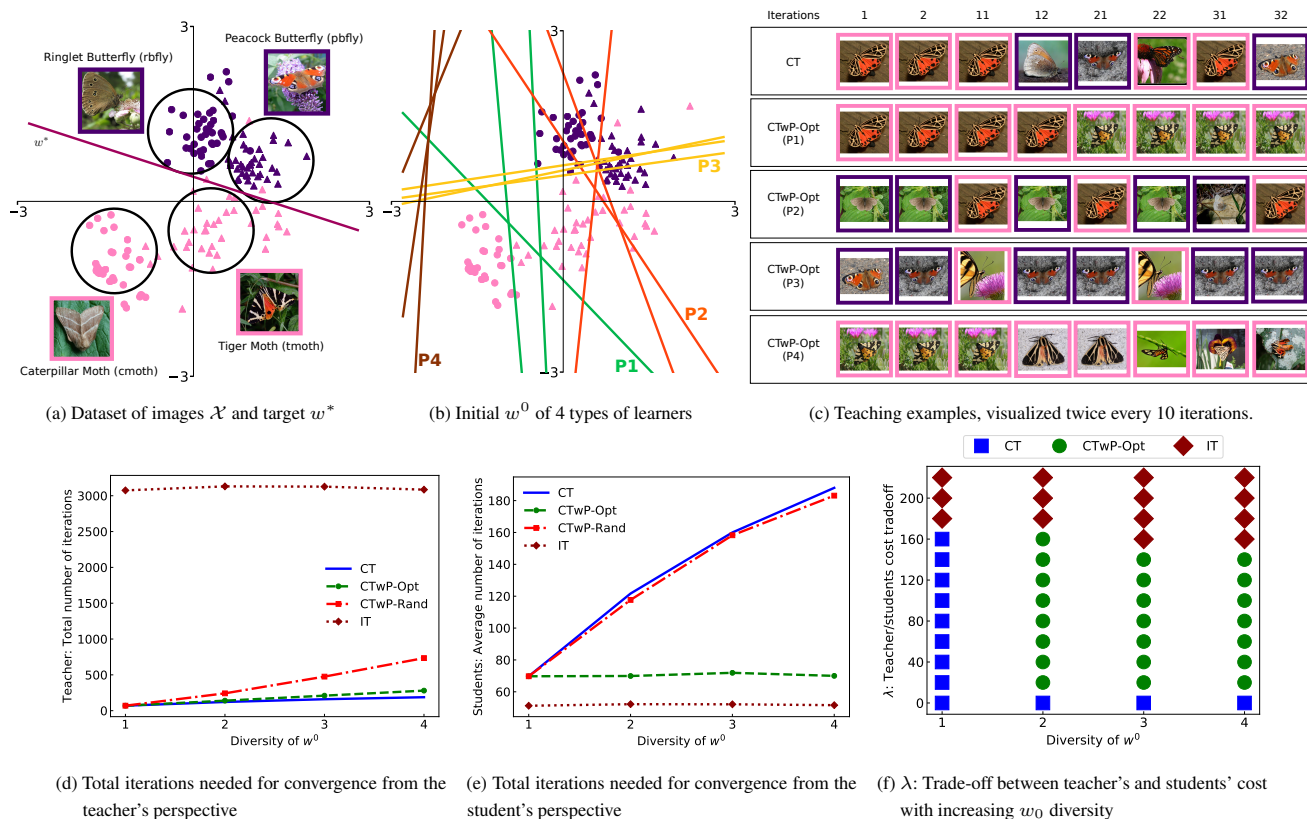 3
Ringlet Butterfly (rbfly)
Peacock Butterfly (pbfly)
w*
−3
3
Caterpillar Moth (cmoth)
Tiger Moth (tmoth)
−3
(a) Dataset of images 𝒳 and target w*
3
P3
−3
3
P2
P4
P1
−3
(b) Initial w⁰ of 4 types of learners
Iterations 1 2 11 12 21 22 31 32
CT
CTwP-Opt
(P1)
CTwP-Opt
(P2)
CTwP-Opt
(P3)
CTwP-Opt
(P4)
(c) Teaching examples, visualized twice every 10 iterations.
Teacher: Total number of iterations
3000
2500
2000
1500
1000
500
0
CT
CTwP-Opt
CTwP-Rand
IT
1 2 3 4
Diversity of w⁰
(d) Total iterations needed for convergence from the
teacher's perspective
Students: Average number of iterations
180
160
140
120
100
80
60
CT
CTwP-Opt
CTwP-Rand
IT
1 2 3 4
Diversity of w⁰
(e) Total iterations needed for convergence from the
student's perspective
CT CTwP-Opt IT
λ: Teacher/students cost tradeoff
200
160
120
80
40
0
1 2 3 4
Diversity of w⁰
(f) λ: Trade-off between teacher's and students' cost
with increasing w₀ diversity